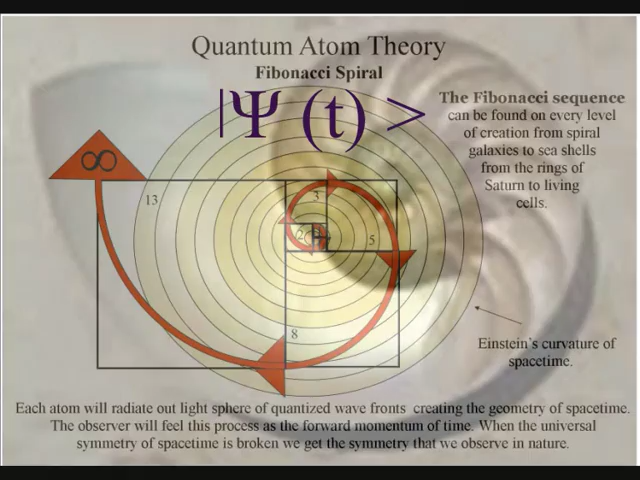 Quantum Atom Theory
Fibonacci Spiral
|Ψ (t) >
The Fibonacci sequence
can be found on every level
of creation from spiral
galaxies to sea shells
from the rings of
Saturn to living
cells.
∞
13
3
2
5
8
Einstein's curvature of
spacetime.
Each atom will radiate out light sphere of quantized wave fronts creating the geometry of spacetime.
The observer will feel this process as the forward momentum of time. When the universal
symmetry of spacetime is broken we get the symmetry that we observe in nature.